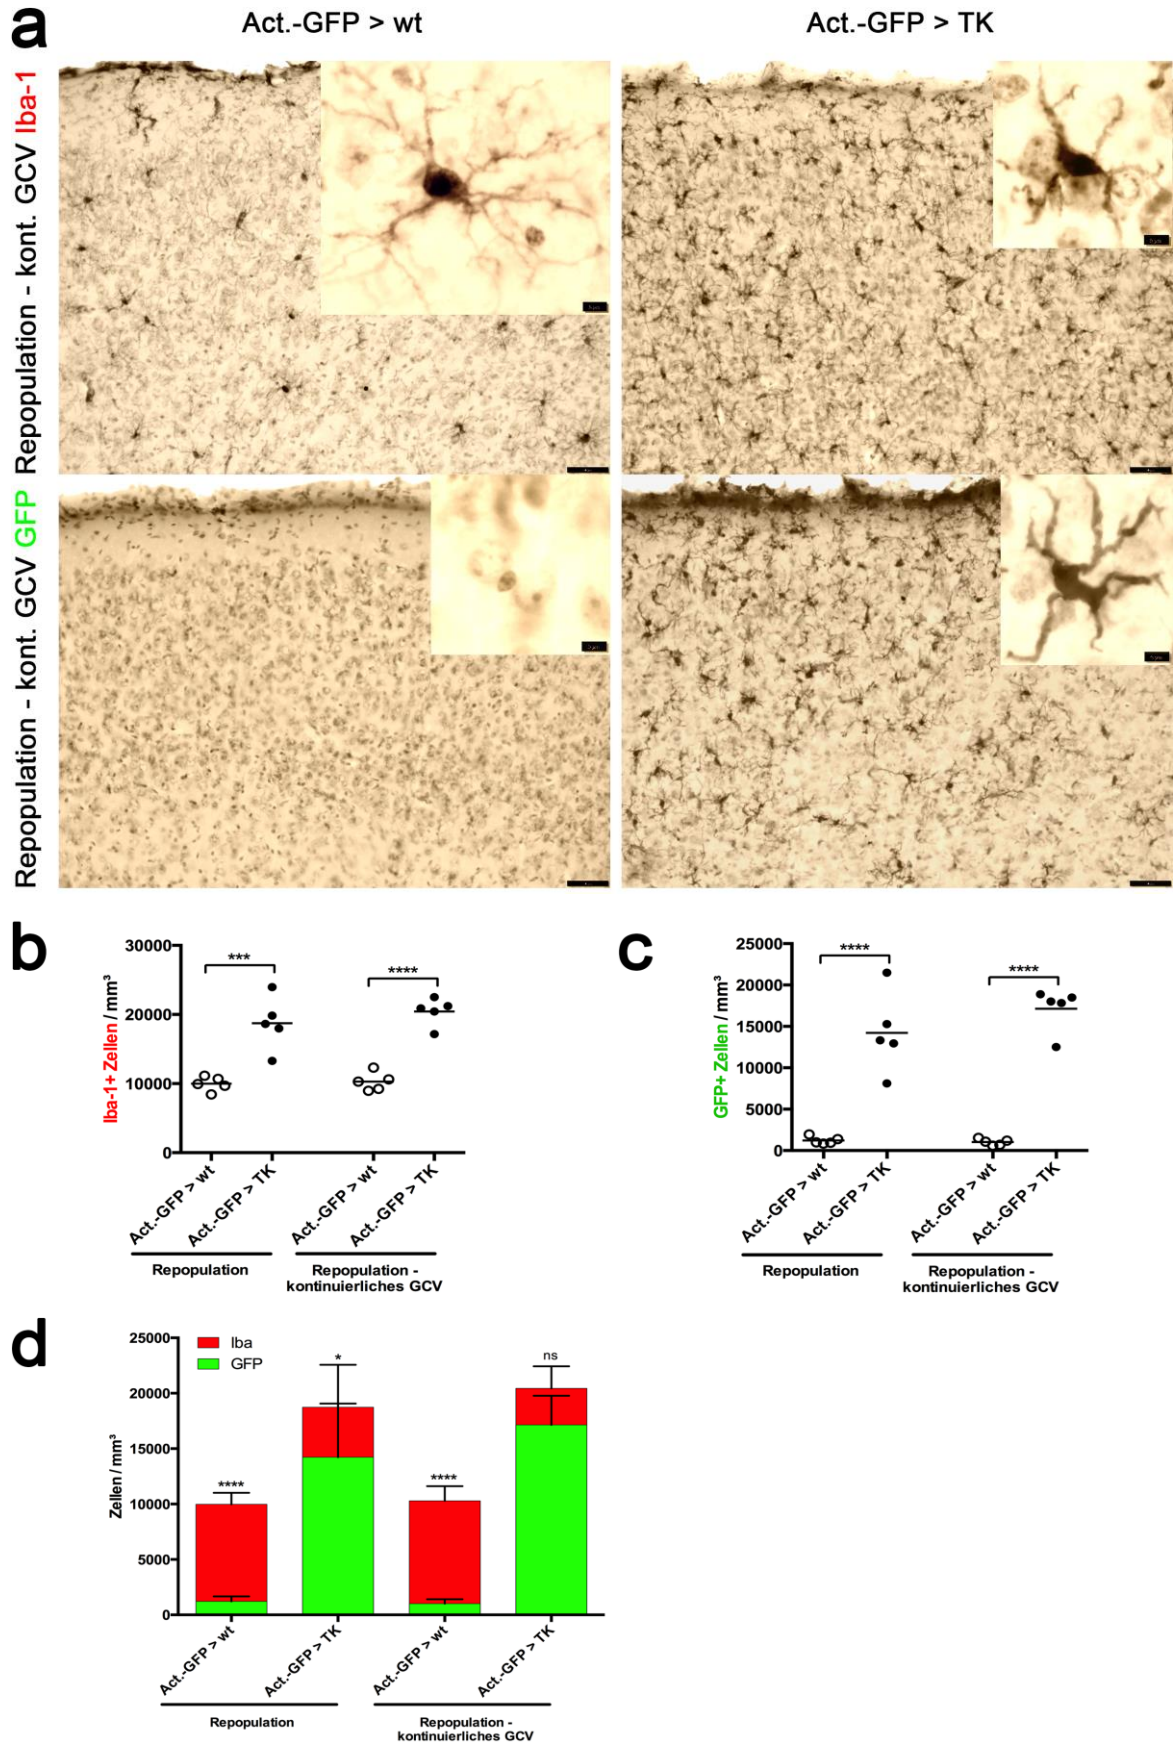 a
Act.-GFP > wt
Act.-GFP > TK
Repopulation - kont. GCV Iba-1
Repopulation - kont. GCV GFP
b
Iba-1+ Zellen / mm³
30000
20000
10000
0
***
****
Act.-GFP > wt
Act.-GFP > TK
Act.-GFP > wt
Act.-GFP > TK
Repopulation
Repopulation -
kontinuierliches GCV
c
GFP+ Zellen / mm³
25000
20000
15000
10000
5000
0
****
****
Act.-GFP > wt
Act.-GFP > TK
Act.-GFP > wt
Act.-GFP > TK
Repopulation
Repopulation -
kontinuierliches GCV
d
Zellen / mm³
25000
20000
15000
10000
5000
0
Iba
GFP
****
*
****
ns
Act.-GFP > wt
Act.-GFP > TK
Act.-GFP > wt
Act.-GFP > TK
Repopulation
Repopulation -
kontinuierliches GCV